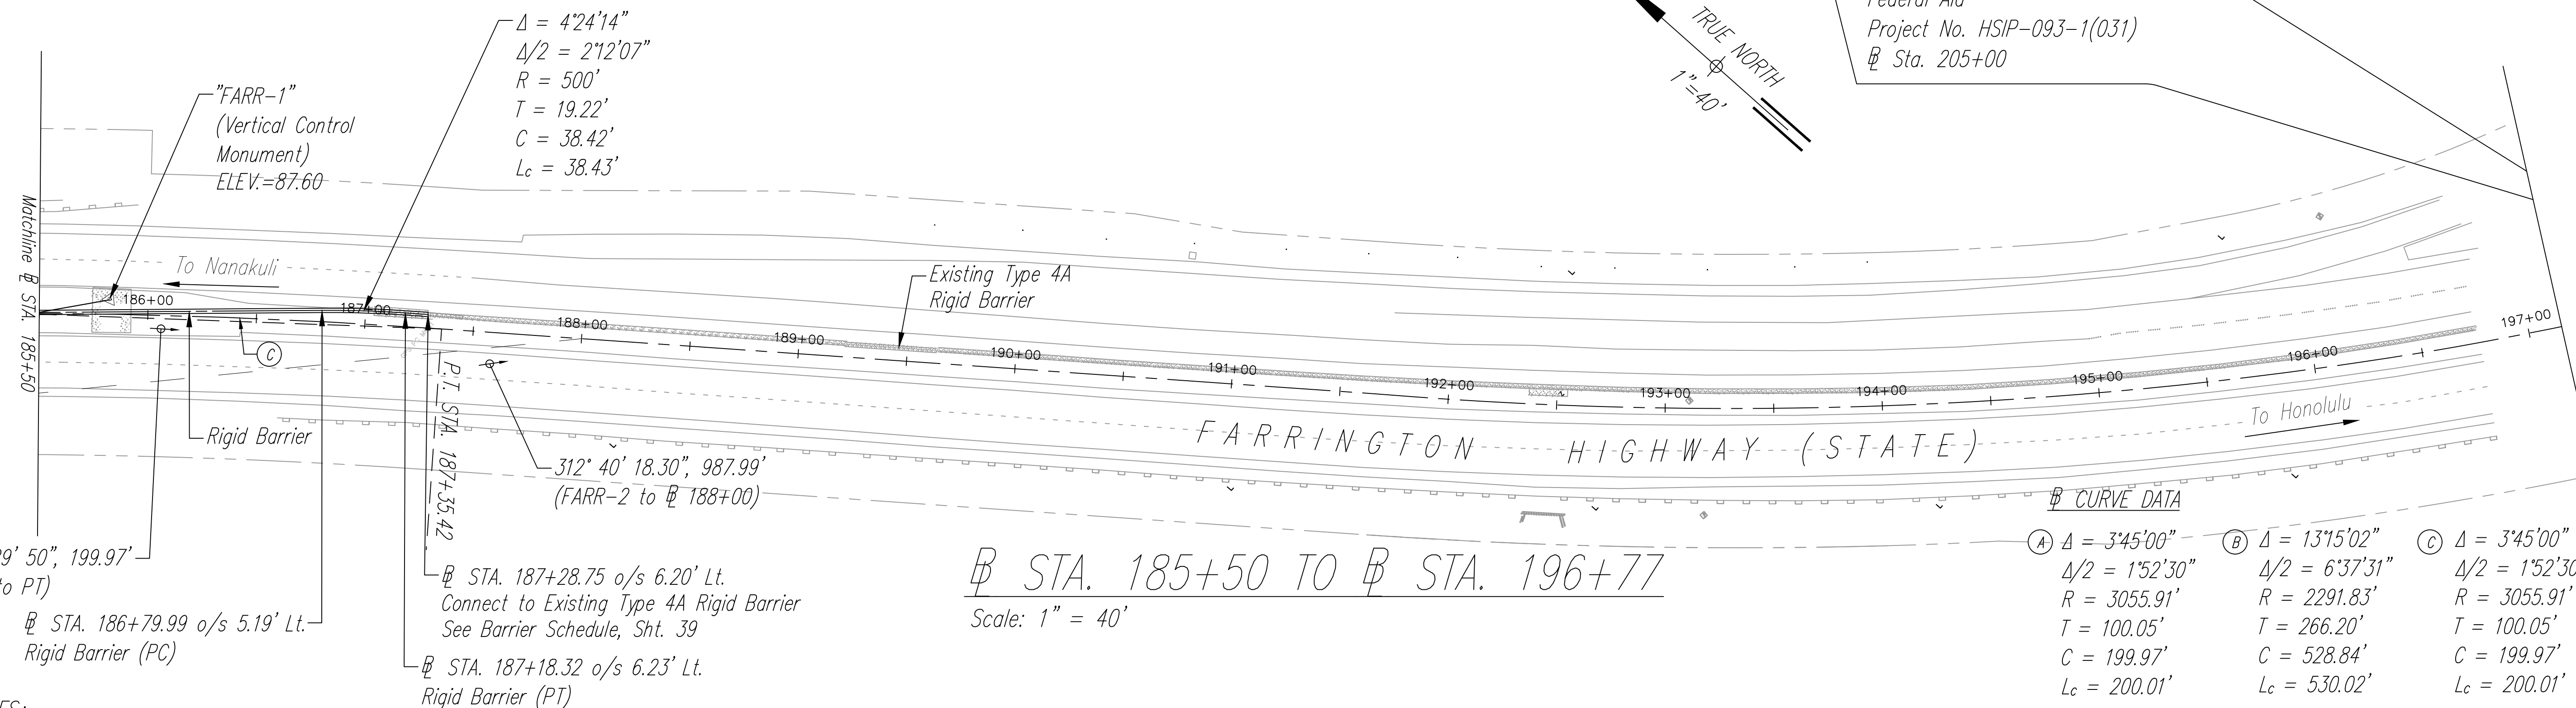 Δ = 4°24'14"
Δ/2 = 2°12'07"
R = 500'
T = 19.22'
C = 38.42'
Lc = 38.43'
"FARR-1"
(Vertical Control
Monument)
ELEV.=87.60
TRUE NORTH
1"=40'
Federal Aid
Project No. HSIP-093-1(031)
℄ Sta. 205+00
Matchline ℄ STA. 185+50
To Nanakuli
Existing Type 4A
Rigid Barrier
186+00
187+00
188+00
189+00
190+00
191+00
192+00
193+00
194+00
195+00
196+00
197+00
C
Rigid Barrier
P.T. STA. 187+35.42
312° 40' 18.30", 987.99'
(FARR-2 to ℄ 188+00)
FARRINGTON HIGHWAY (STATE)
To Honolulu
9' 50", 199.97'
to PT)
℄ STA. 186+79.99 o/s 5.19' Lt.
Rigid Barrier (PC)
℄ STA. 187+28.75 o/s 6.20' Lt.
Connect to Existing Type 4A Rigid Barrier
See Barrier Schedule, Sht. 39
℄ STA. 187+18.32 o/s 6.23' Lt.
Rigid Barrier (PT)
℄ STA. 185+50 TO ℄ STA. 196+77
Scale: 1" = 40'
℄ CURVE DATA
A Δ = 3°45'00"
Δ/2 = 1°52'30"
R = 3055.91'
T = 100.05'
C = 199.97'
Lc = 200.01'
B Δ = 13°15'02"
Δ/2 = 6°37'31"
R = 2291.83'
T = 266.20'
C = 528.84'
Lc = 530.02'
C Δ = 3°45'00"
Δ/2 = 1°52'30
R = 3055.91'
T = 100.05'
C = 199.97'
Lc = 200.01'